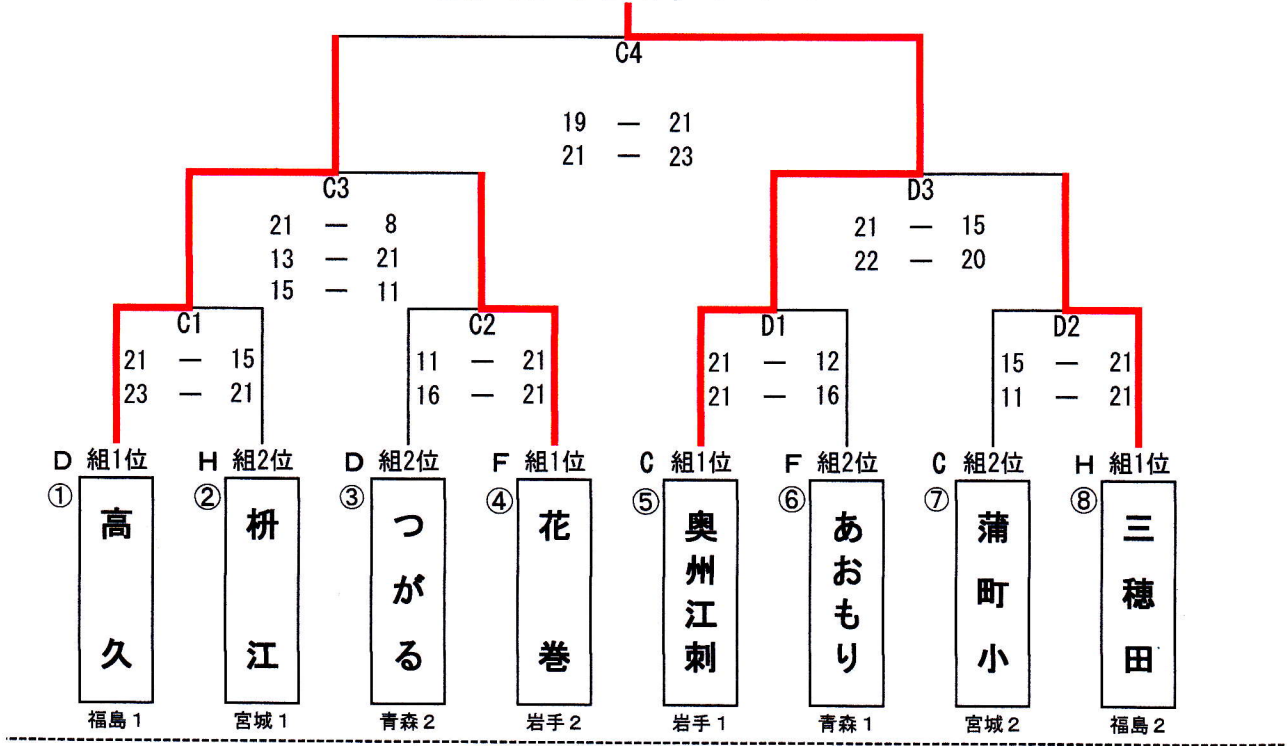 C4
19 — 21
21 — 23
C3
D3
21 — 8
13 — 21
15 — 11
21 — 15
22 — 20
C1
C2
D1
D2
21 — 15
23 — 21
11 — 21
16 — 21
21 — 12
21 — 16
15 — 21
11 — 21
D 組1位
H 組2位
D 組2位
F 組1位
C 組1位
F 組2位
C 組2位
H 組1位
① 高久
② 枡江
③ つがる
④ 花巻
⑤ 奥州江刺
⑥ あおもり
⑦ 蒲町小
⑧ 三穂田
福島1
宮城1
青森2
岩手2
岩手1
青森1
宮城2
福島2